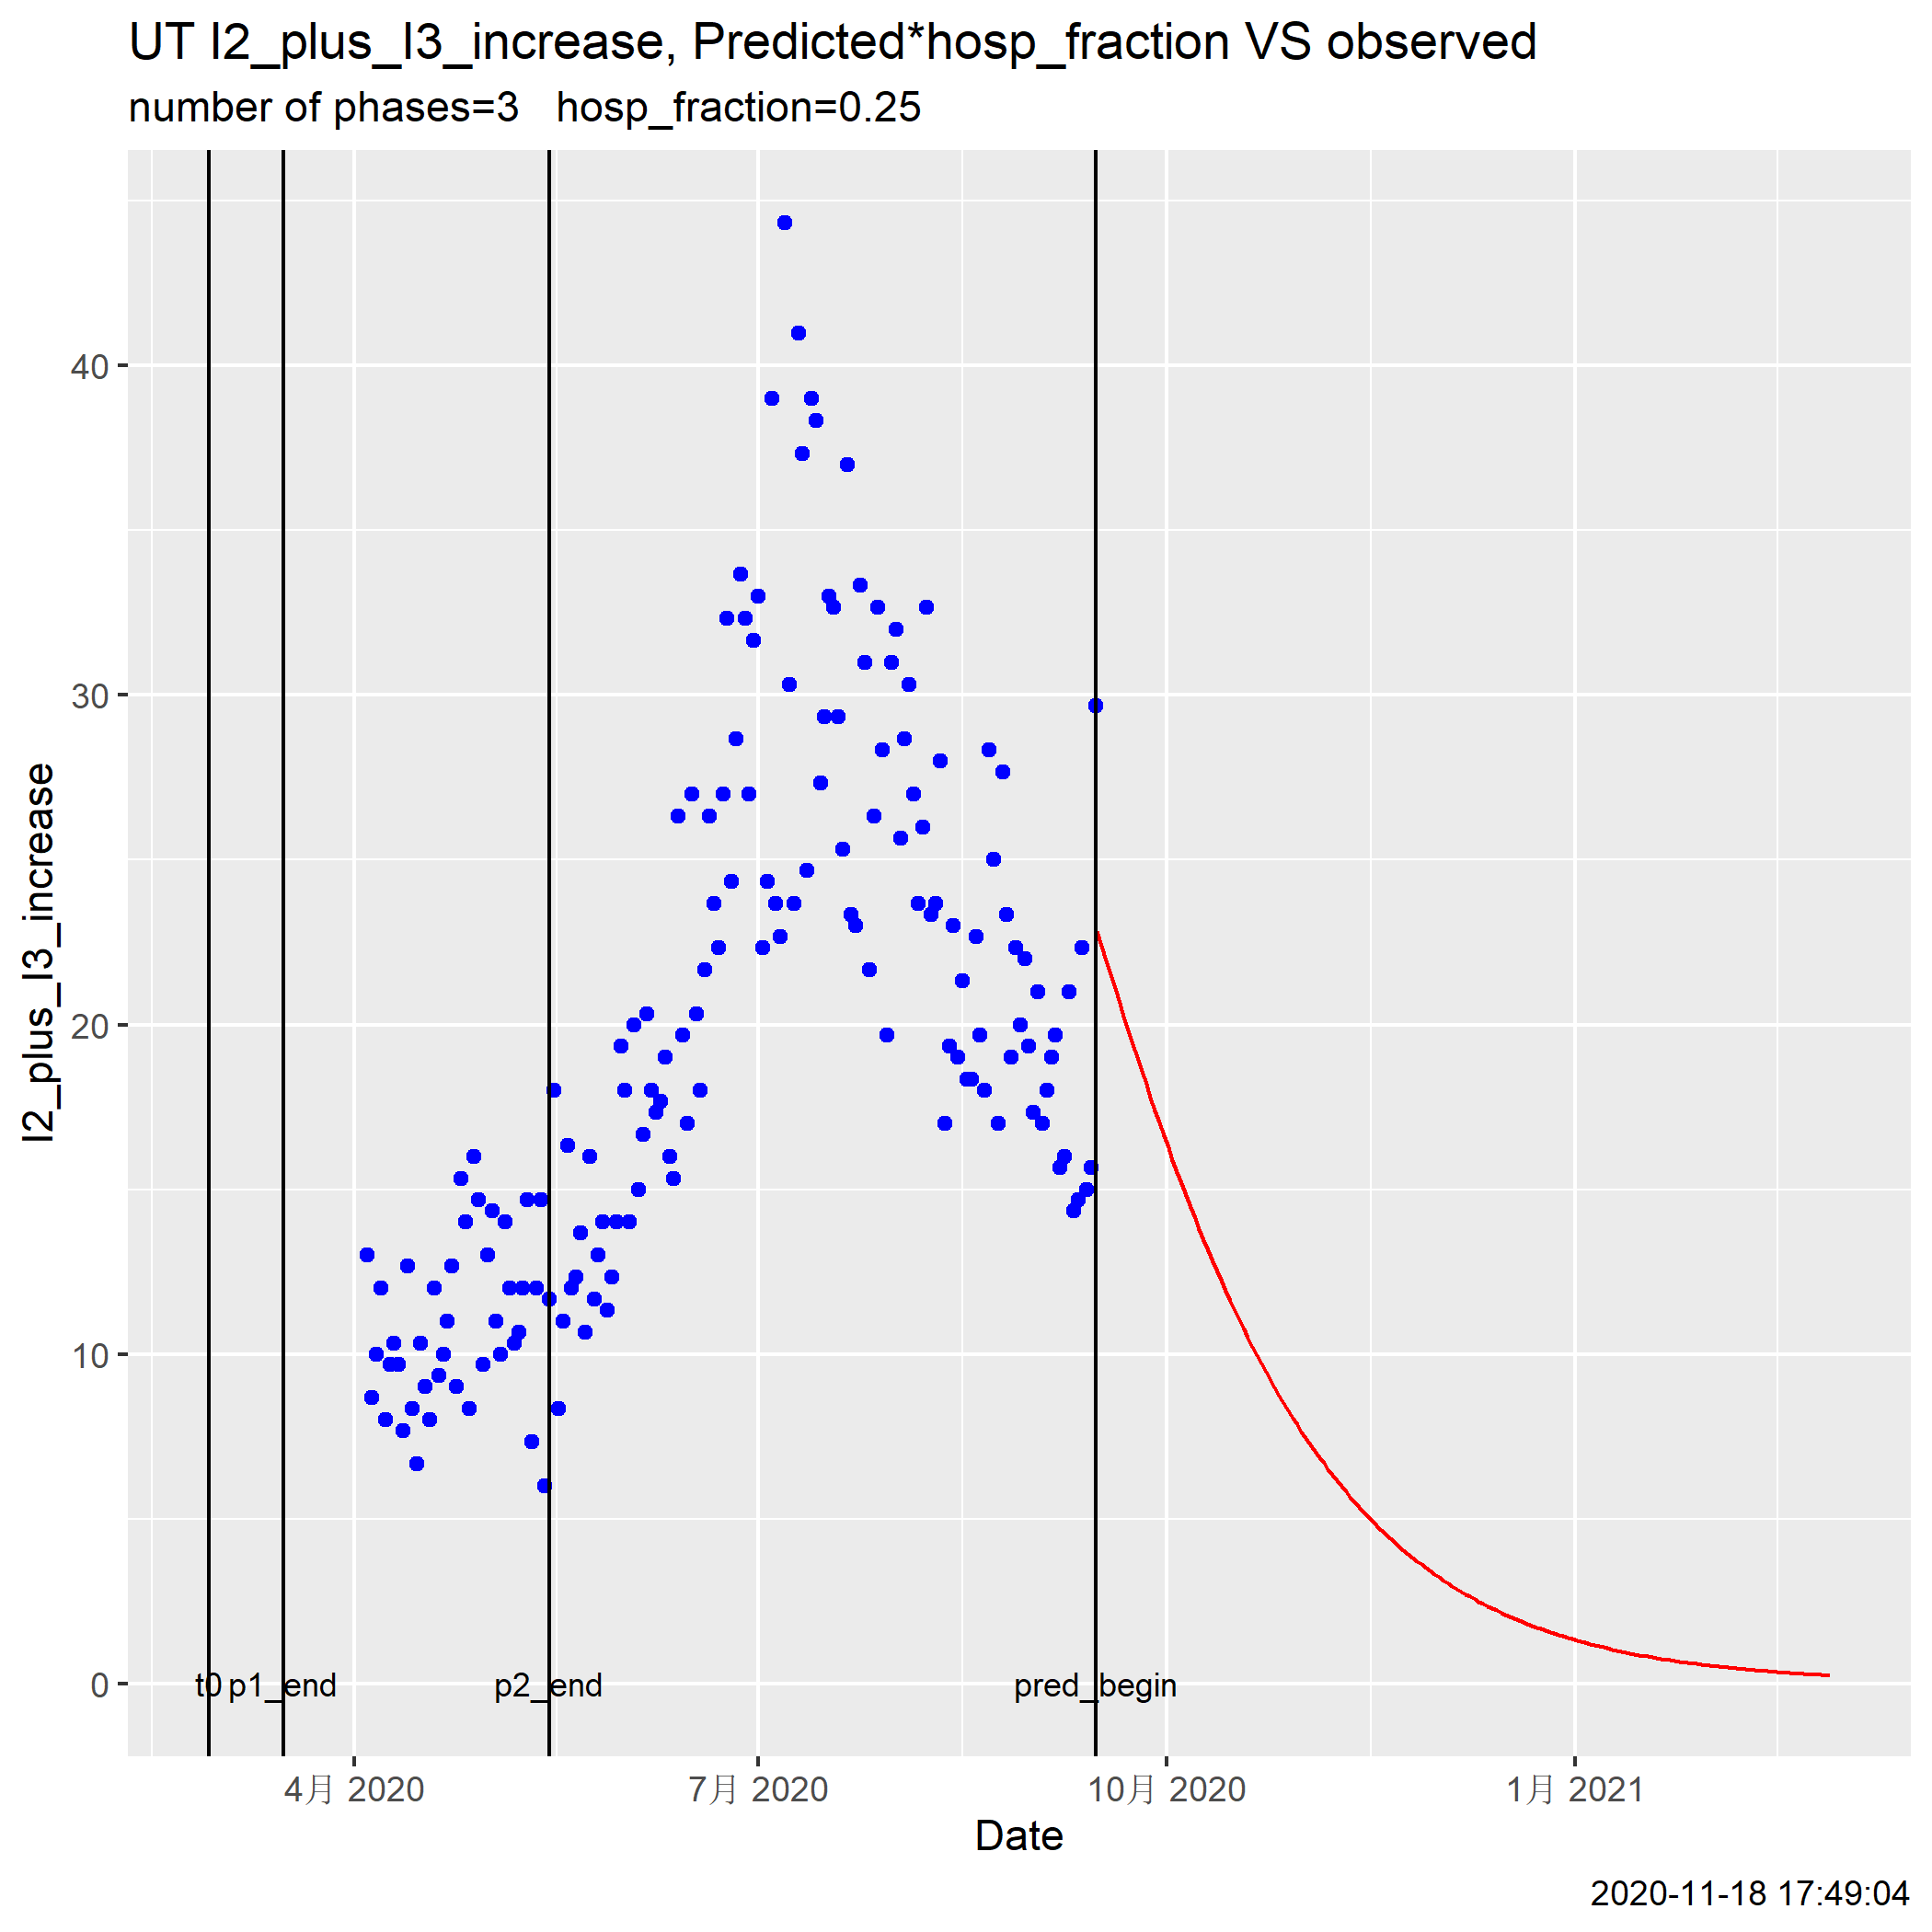 UT I2_plus_I3_increase, Predicted*hosp_fraction VS observed
number of phases=3   hosp_fraction=0.25
I2_plus_I3_increase
40
30
20
10
0
t0 p1_end p2_end pred_begin
4月 2020 7月 2020 10月 2020 1月 2021
Date
2020-11-18 17:49:04